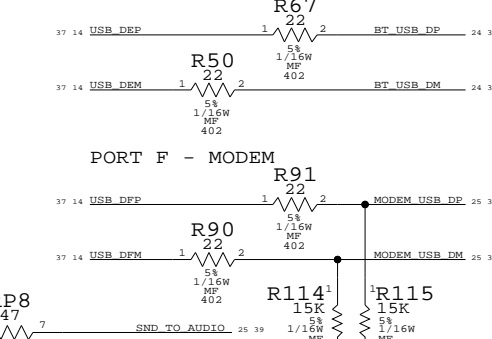 R67
22
37 14 USB_DEP 1 2 BT_USB_DP 24 3
5%
1/16W
MF
402
R50
22
37 14 USB_DEM 1 2 BT_USB_DM 24 3
5%
1/16W
MF
402
PORT F - MODEM
R91
22
37 14 USB_DFP 1 2 MODEM_USB_DP 25 3
5%
1/16W
MF
402
R90
22
37 14 USB_DFM 1 2 MODEM_USB_DM 25 3
5%
1/16W
MF
402
R114 1 1 R115
15K 15K
5% 5%
1/16W 1/16W
P8
47
7 SND_TO_AUDIO 25 39